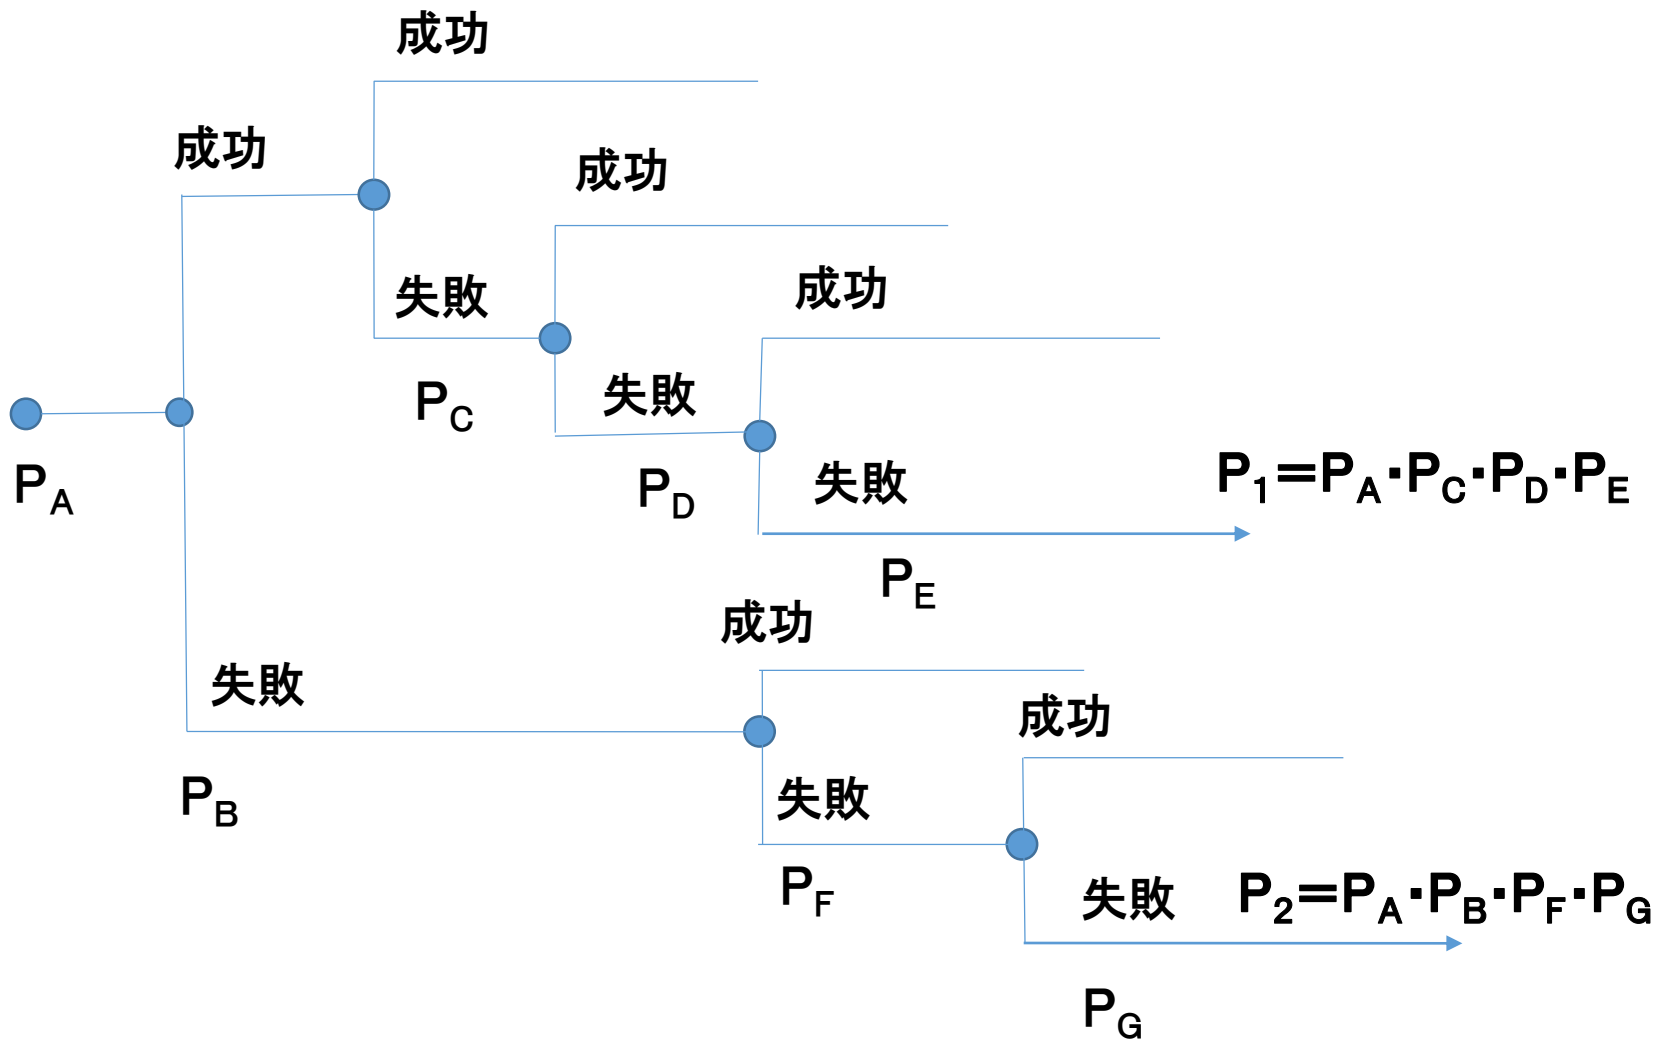 成功
成功
成功
成功
失敗
失敗
P_C
失敗
P_A
P_D
P_1＝P_A・P_C・P_D・P_E
P_E
成功
失敗
成功
P_B
失敗
P_F
失敗
P_2＝P_A・P_B・P_F・P_G
P_G